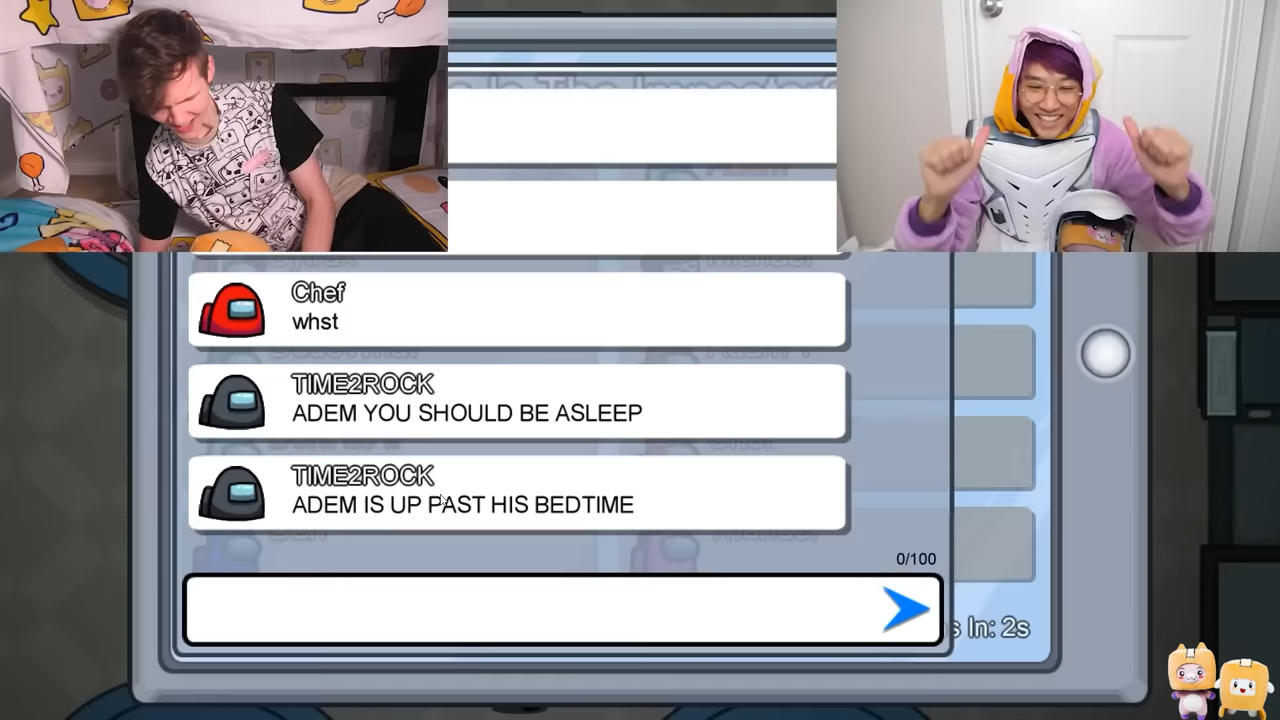 Chef
whst
TIME2ROCK
ADEM YOU SHOULD BE ASLEEP
TIME2ROCK
ADEM IS UP PAST HIS BEDTIME
0/100
s In: 2s